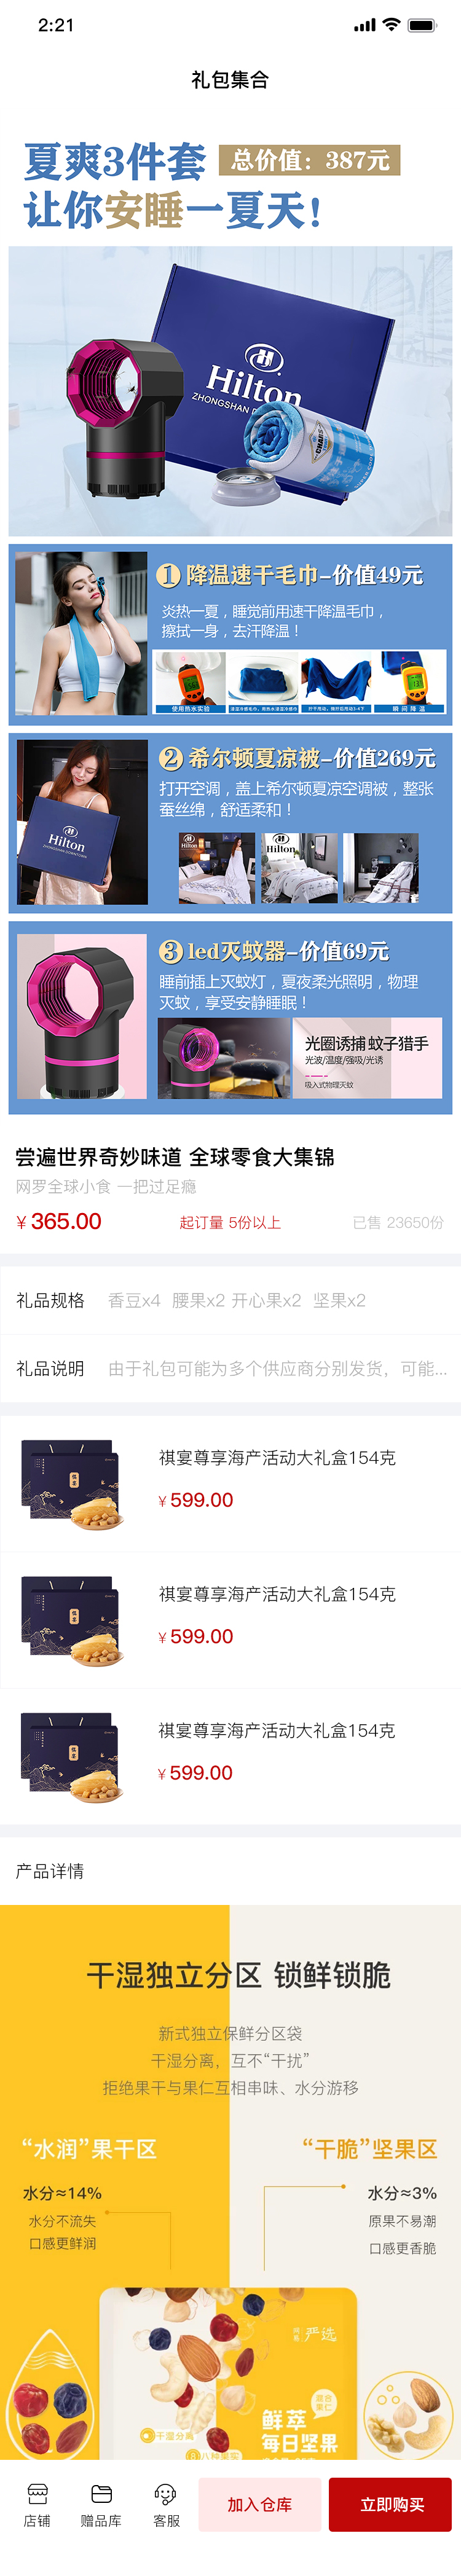 2:21
礼包集合
夏爽3件套 总价值：387元
让你安睡一夏天！
Hilton
1 降温速干毛巾-价值49元
炎热一夏，睡觉前用速干降温毛巾，
擦拭一身，去汗降温！
使用热水实验
瞬间降温
2 希尔顿夏凉被-价值269元
打开空调，盖上希尔顿夏凉空调被，整张
蚕丝绵，舒适柔和！
Hilton
Hilton
Hilton
3 led灭蚊器-价值69元
睡前插上灭蚊灯，夏夜柔光照明，物理
灭蚊，享受安静睡眠！
光圈诱捕 蚊子猎手
光波/温度/强吸/光诱
吸入式物理灭蚊
尝遍世界奇妙味道 全球零食大集锦
网罗全球小食 一把过足瘾
¥ 365.00 起订量 5份以上 已售 23650份
礼品规格 香豆x4 腰果x2 开心果x2 坚果x2
礼品说明 由于礼包可能为多个供应商分别发货，可能...
祺宴尊享海产活动大礼盒154克
¥ 599.00
祺宴尊享海产活动大礼盒154克
¥ 599.00
祺宴尊享海产活动大礼盒154克
¥ 599.00
产品详情
干湿独立分区 锁鲜锁脆
新式独立保鲜分区袋
干湿分离，互不“干扰”
拒绝果干与果仁互相串味、水分游移
“水润”果干区 “干脆”坚果区
水分≈14% 水分≈3%
水分不流失 原果不易潮
口感更鲜润 口感更香脆
严选
鲜萃
每日坚果
干湿分离
店铺 赠品库 客服 加入仓库 立即购买